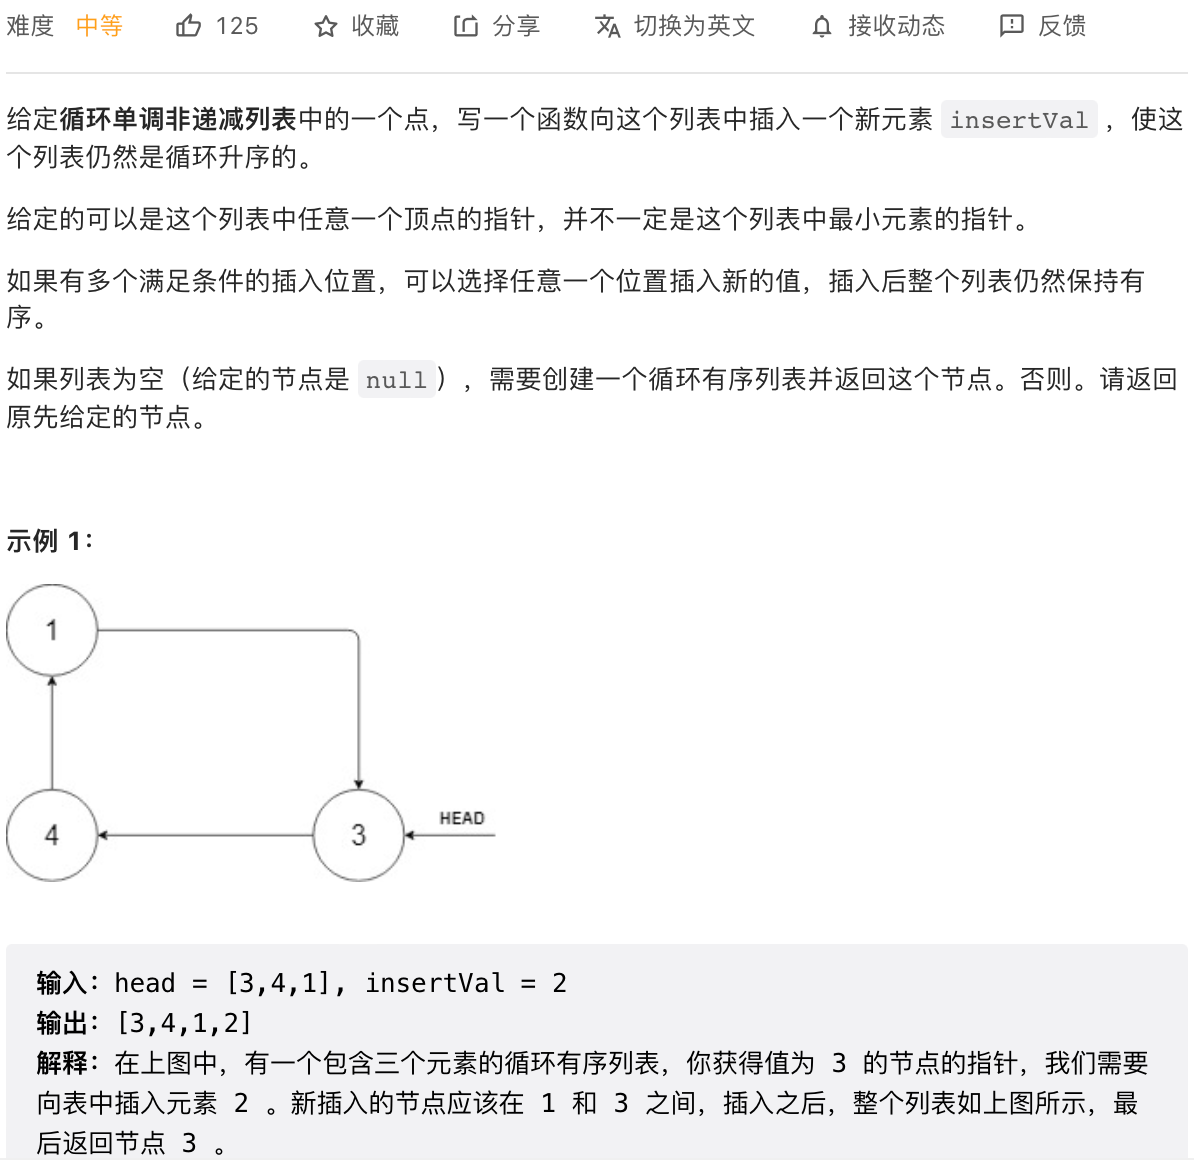 难度 中等 125 收藏 分享 切换为英文 接收动态 反馈
给定循环单调非递减列表中的一个点，写一个函数向这个列表中插入一个新元素 insertVal ，使这
个列表仍然是循环升序的。
给定的可以是这个列表中任意一个顶点的指针，并不一定是这个列表中最小元素的指针。
如果有多个满足条件的插入位置，可以选择任意一个位置插入新的值，插入后整个列表仍然保持有
序。
如果列表为空（给定的节点是 null），需要创建一个循环有序列表并返回这个节点。否则。请返回
原先给定的节点。
示例 1：
1
4
3
HEAD
输入：head = [3,4,1], insertVal = 2
输出：[3,4,1,2]
解释：在上图中，有一个包含三个元素的循环有序列表，你获得值为 3 的节点的指针，我们需要
向表中插入元素 2 。新插入的节点应该在 1 和 3 之间，插入之后，整个列表如上图所示，最
后返回节点 3 。